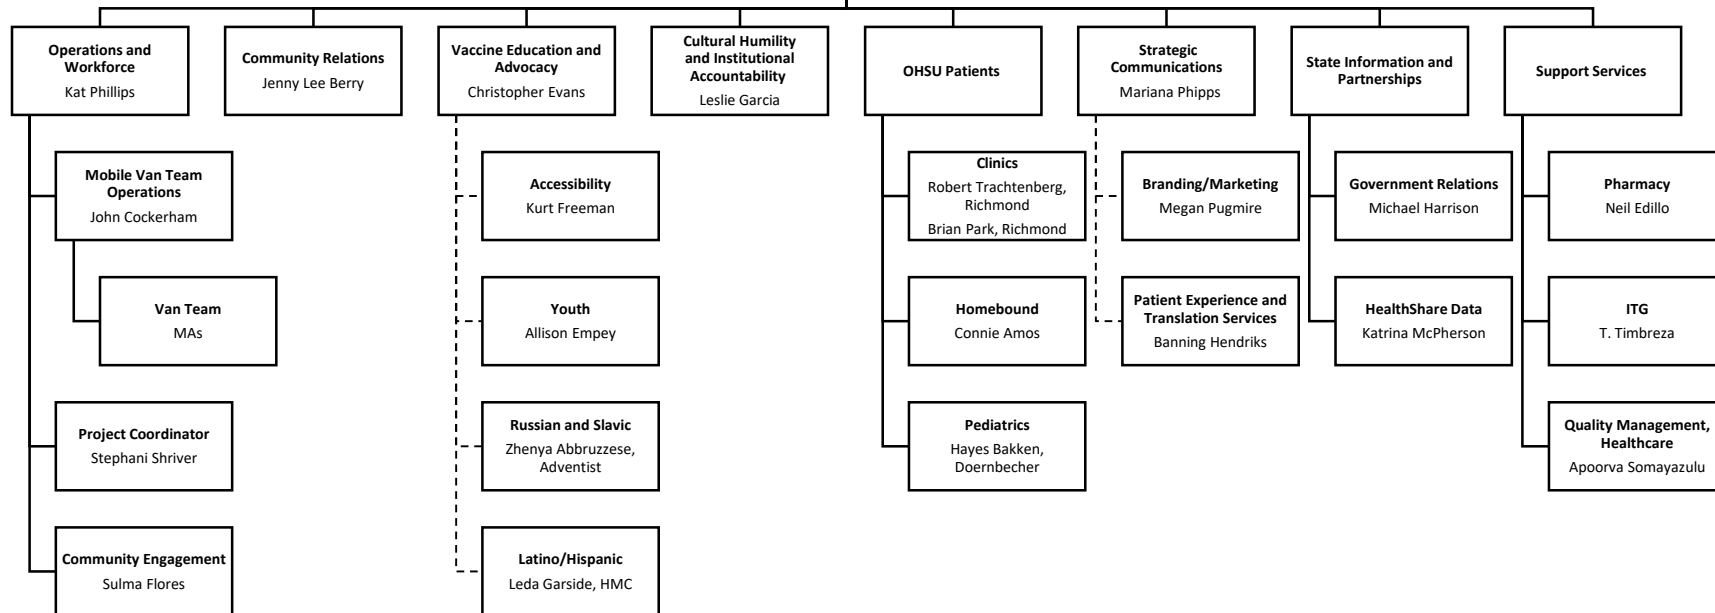 Operations and
Workforce
Kat Phillips
Community Relations
Jenny Lee Berry
Vaccine Education and
Advocacy
Christopher Evans
Cultural Humility
and Institutional
Accountability
Leslie Garcia
OHSU Patients
Strategic
Communications
Mariana Phipps
State Information and
Partnerships
Support Services
Mobile Van Team
Operations
John Cockerham
Accessibility
Kurt Freeman
Clinics
Robert Trachtenberg,
Richmond
Brian Park, Richmond
Branding/Marketing
Megan Pugmire
Government Relations
Michael Harrison
Pharmacy
Neil Edillo
Van Team
MAs
Youth
Allison Empey
Homebound
Connie Amos
Patient Experience and
Translation Services
Banning Hendriks
HealthShare Data
Katrina McPherson
ITG
T. Timbreza
Project Coordinator
Stephani Shriver
Russian and Slavic
Zhenya Abbruzzese,
Adventist
Pediatrics
Hayes Bakken,
Doernbecher
Quality Management,
Healthcare
Apoorva Somayazulu
Community Engagement
Sulma Flores
Latino/Hispanic
Leda Garside, HMC